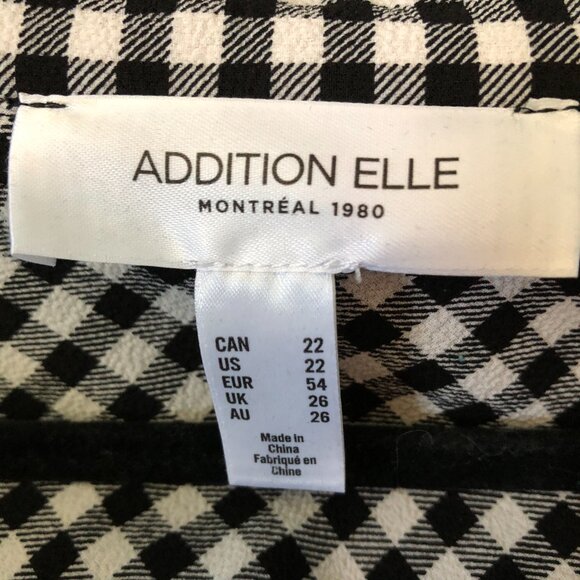 ADDITION ELLE
MONTRÉAL 1980
CAN 22
US 22
EUR 54
UK 26
AU 26
Made in
China
Fabriqué en
Chine